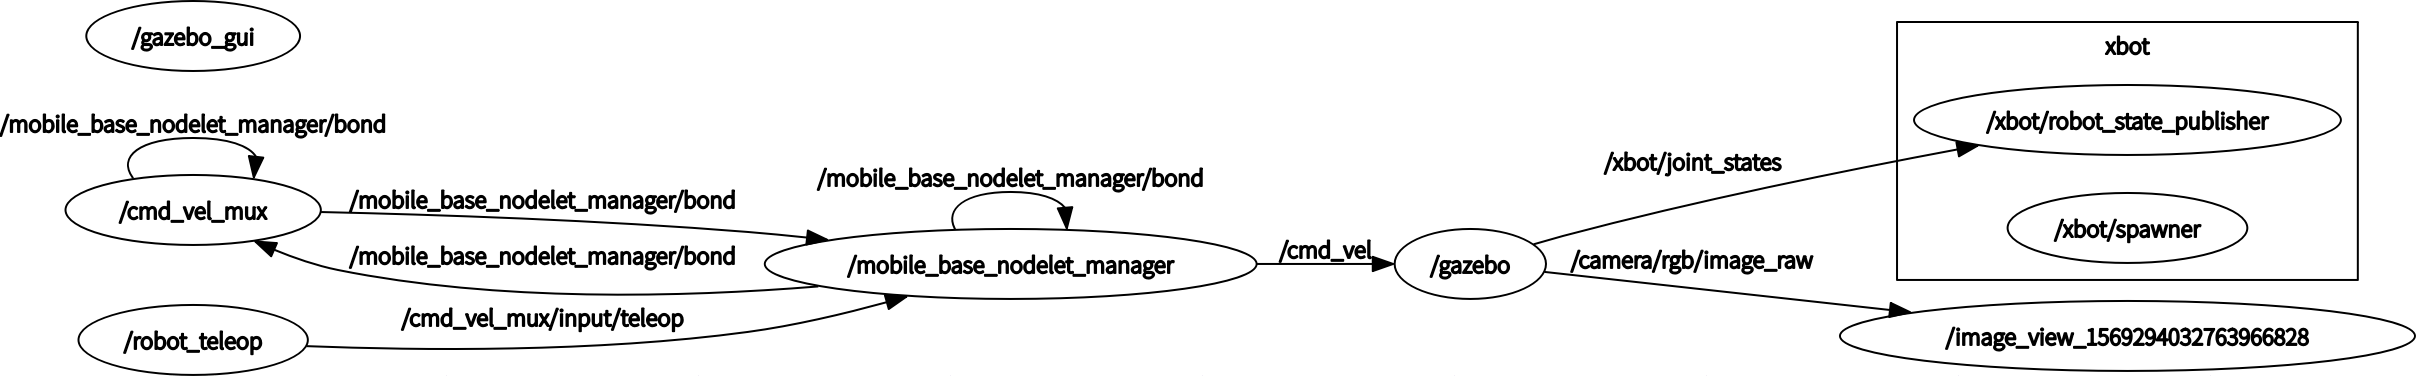 /gazebo_gui
xbot
/mobile_base_nodelet_manager/bond
/xbot/robot_state_publisher
/xbot/joint_states
/mobile_base_nodelet_manager/bond
/cmd_vel_mux
/mobile_base_nodelet_manager/bond
/xbot/spawner
/mobile_base_nodelet_manager/bond
/cmd_vel
/camera/rgb/image_raw
/mobile_base_nodelet_manager
/gazebo
/cmd_vel_mux/input/teleop
/robot_teleop
/image_view_1569294032763966828